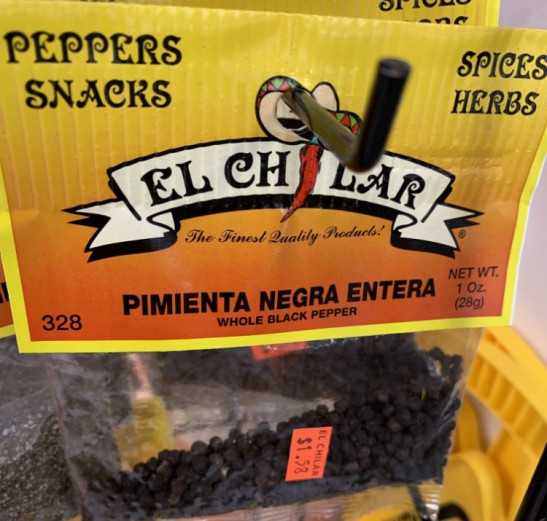 PEPPERS
SNACKS
SPICES
HERBS
EL CHILAR
®
The Finest Quality Products!
PIMIENTA NEGRA ENTERA
WHOLE BLACK PEPPER
NET WT.
1 Oz.
(28g)
328
EL CHILAR
$1.58